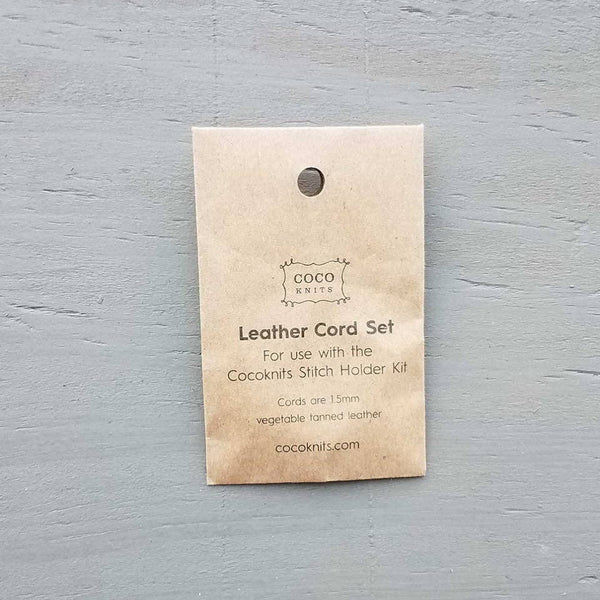 COCO
KNITS
Leather Cord Set
For use with the
Cocoknits Stitch Holder Kit
Cords are 1.5mm
vegetable tanned leather
cocoknits.com